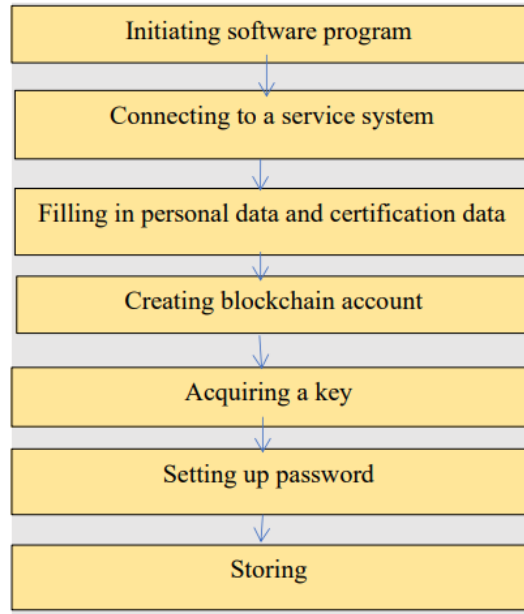 Initiating software program
Connecting to a service system
Filling in personal data and certification data
Creating blockchain account
Acquiring a key
Setting up password
Storing